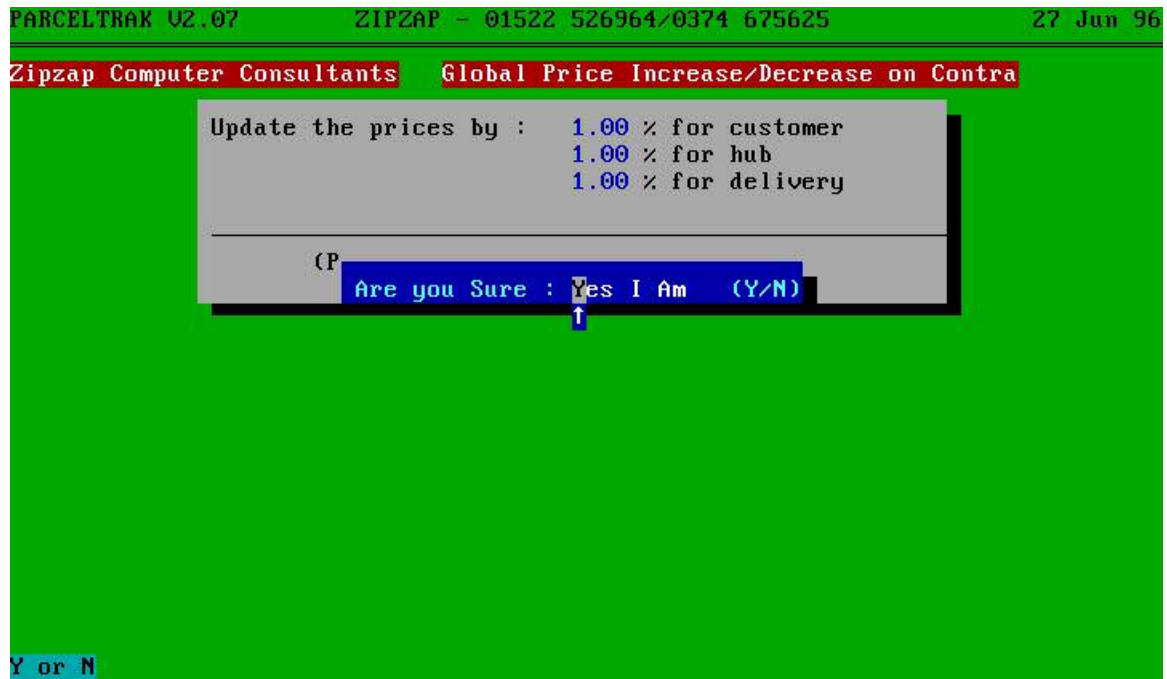 PARCELTRAK V2.07 ZIPZAP - 01522 526964/0374 675625 27 Jun 96
Zipzap Computer Consultants Global Price Increase/Decrease on Contra
Update the prices by : 1.00 % for customer
1.00 % for hub
1.00 % for delivery
(P
Are you Sure : Yes I Am (Y/N)
Y or N